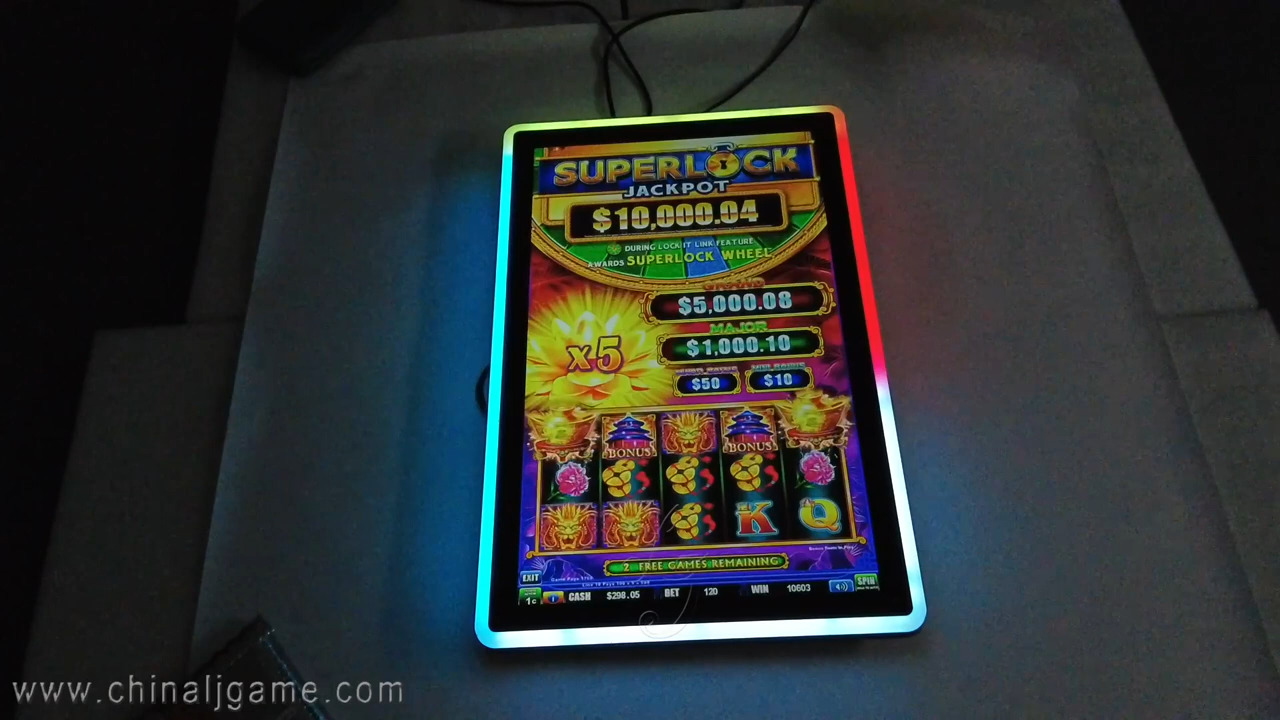 SUPERLOCK
JACKPOT
$10,000.04
DURING LOCK IT LINK FEATURE
AWARDS SUPERLOCK WHEEL
GRAND
$5,000.08
MAJOR
x5
$1,000.10
$50
$10
BONUS
BONUS
K
Q
2 FREE GAMES REMAINING
EXIT
SPIN
1¢
CASH $298.05 BET 120 WIN 10603
www.chinaljgame.com